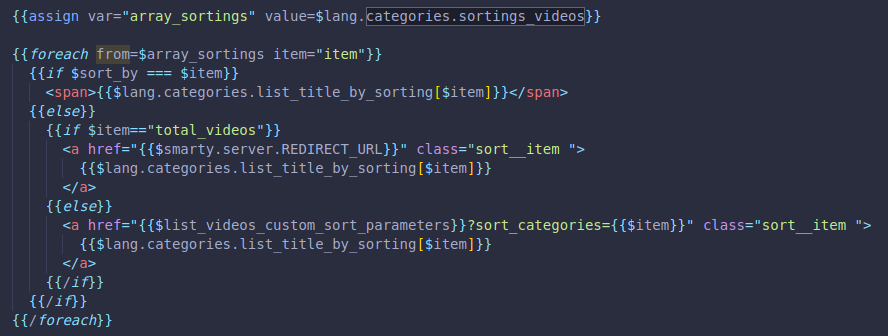 {{assign var="array_sortings" value=$lang.categories.sortings_videos}}
{{foreach from=$array_sortings item="item"}}
{{if $sort_by === $item}}
<span>{{$lang.categories.list_title_by_sorting[$item]}}</span>
{{else}}
{{if $item=="total_videos"}}
<a href="{{$smarty.server.REDIRECT_URL}}" class="sort__item ">
{{$lang.categories.list_title_by_sorting[$item]}}
</a>
{{else}}
<a href="{{$list_videos_custom_sort_parameters}}?sort_categories={{$item}}" class="sort__item ">
{{$lang.categories.list_title_by_sorting[$item]}}
</a>
{{/if}}
{{/if}}
{{/foreach}}